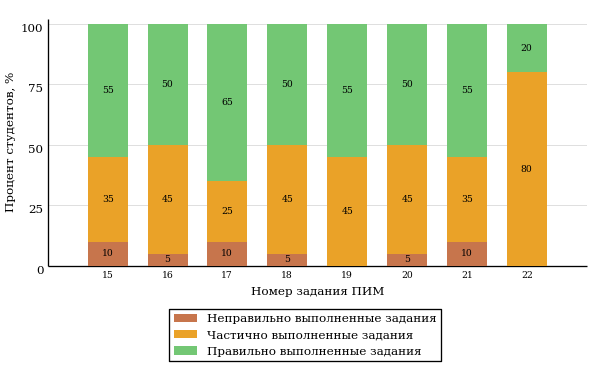 Процент студентов, %
100
75
50
25
0
55 50 65 50 55 50 55 20
35 45 25 45 45 45 35 80
10 5 10 5 5 10
15 16 17 18 19 20 21 22
Номер задания ПИМ
Неправильно выполненные задания
Частично выполненные задания
Правильно выполненные задания